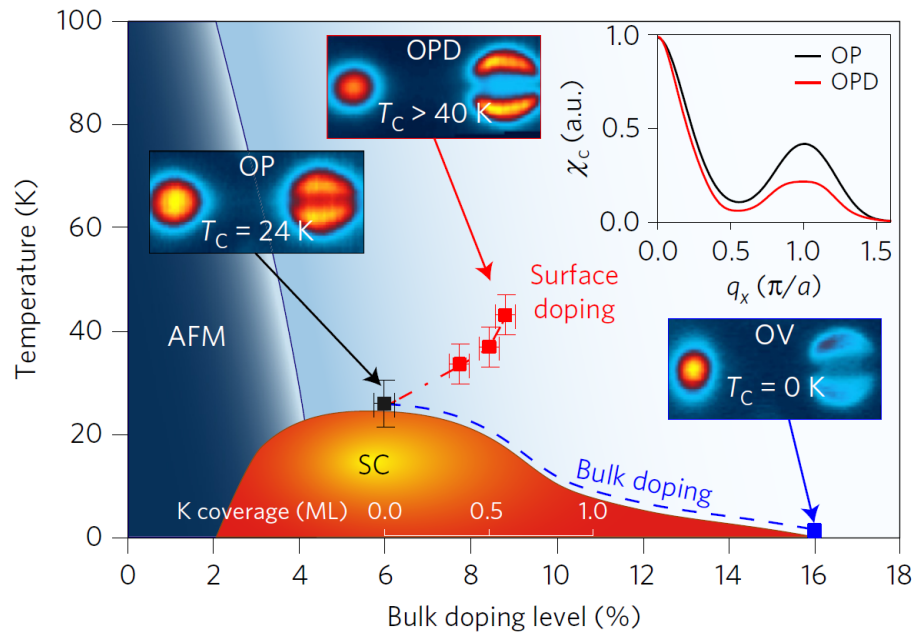 100
80
60
40
20
0
Temperature (K)
0 2 4 6 8 10 12 14 16 18
Bulk doping level (%)
AFM
OP
T_C = 24 K
OPD
T_C > 40 K
Surface
doping
SC
K coverage (ML) 0.0 0.5 1.0
Bulk doping
OV
T_C = 0 K
1.0
0.5
0.0
χ_C (a.u.)
OP
OPD
0.0 0.5 1.0 1.5
q_x (π/a)